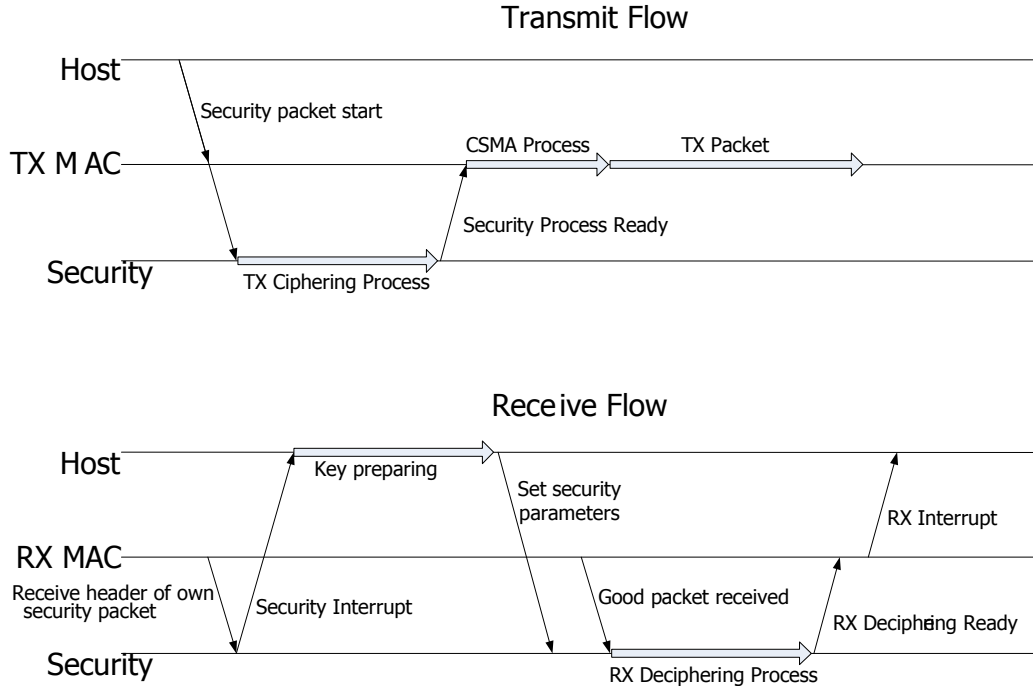 Transmit Flow
Host
Security packet start
TX MAC
CSMA Process
TX Packet
Security Process Ready
Security
TX Ciphering Process
Receive Flow
Host
Key preparing
Set security
parameters
RX Interrupt
RX MAC
Receive header of own
security packet
Security Interrupt
Good packet received
RX Deciphering Ready
Security
RX Deciphering Process